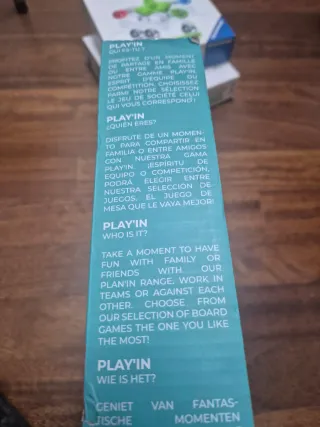 PLAY'IN
QUI ES-TU ?
PROFITEZ D'UN MOMENT
DE PARTAGE EN FAMILLE
OU ENTRE AMIS AVEC
NOTRE GAMME PLAY'IN.
ESPRIT D'ÉQUIPE OU
COMPÉTITION, CHOISISSEZ
PARMI NOTRE SÉLECTION
LE JEU DE SOCIÉTÉ CELUI
QUI VOUS CORRESPOND !
PLAY'IN
¿QUIÉN ERES?
DISFRUTE DE UN MOMEN-
TO PARA COMPARTIR EN
FAMILIA O ENTRE AMIGOS
CON NUESTRA GAMA
PLAY'IN. ¡ESPÍRITU DE
EQUIPO O COMPETICIÓN,
PODRÁ ELEGIR ENTRE
NUESTRA SELECCIÓN DE
JUEGOS, EL JUEGO DE
MESA QUE LE VAYA MEJOR!
PLAY'IN
WHO IS IT?
TAKE A MOMENT TO HAVE
FUN WITH FAMILY OR
FRIENDS WITH OUR
PLAN'IN RANGE. WORK IN
TEAMS OR AGAINST EACH
OTHER. CHOOSE FROM
OUR SELECTION OF BOARD
GAMES THE ONE YOU LIKE
THE MOST!
PLAY'IN
WIE IS HET?
GENIET VAN FANTAS-
TISCHE MOMENTEN